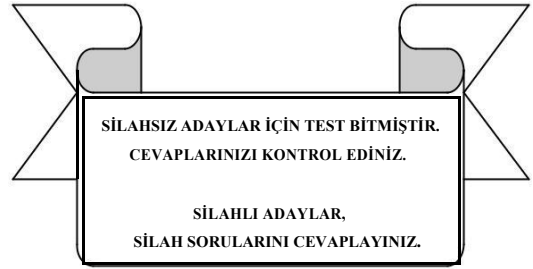 SİLAHSIZ ADAYLAR İÇİN TEST BİTMİŞTİR.
CEVAPLARINIZI KONTROL EDİNİZ.
SİLAHLI ADAYLAR,
SİLAH SORULARINI CEVAPLAYINIZ.